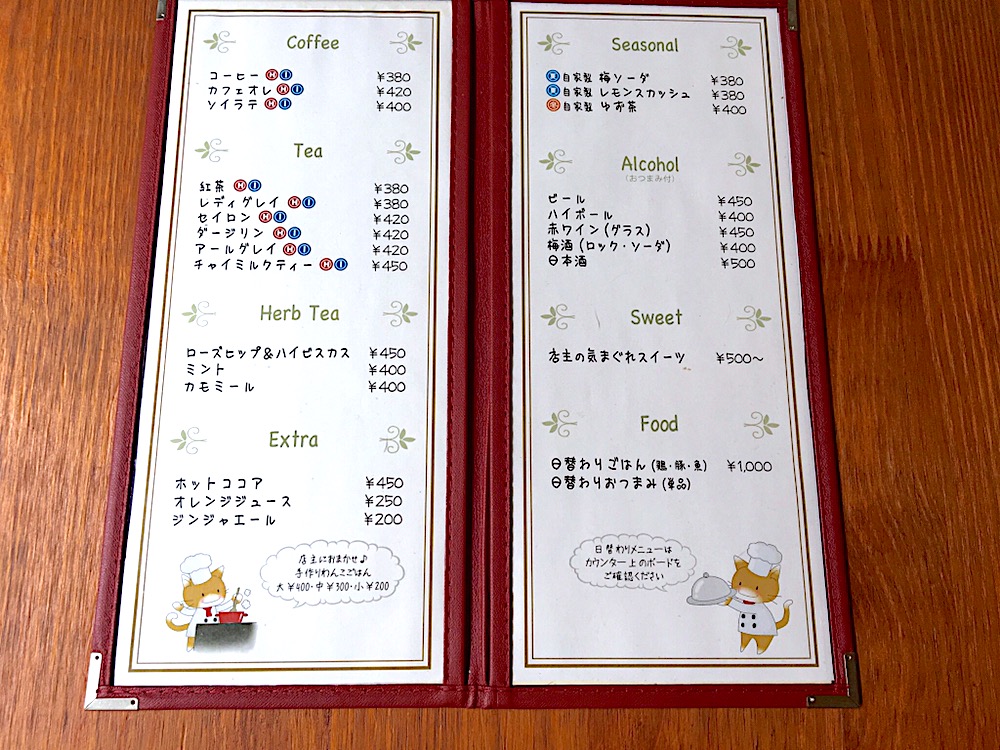 Coffee
コーヒー H I ¥380
カフェオレ H I ¥420
ソイラテ H I ¥400
Tea
紅茶 H I ¥380
レディグレイ H I ¥380
セイロン H I ¥420
ダージリン H I ¥420
アールグレイ H I ¥420
チャイミルクティー H I ¥450
Herb Tea
ローズヒップ&ハイビスカス ¥450
ミント ¥400
カモミール ¥400
Extra
ホットココア ¥450
オレンジジュース ¥250
ジンジャエール ¥200
店主におまかせ♪
手作りわんこごはん
大¥400・中¥300・小¥200
Seasonal
夏 自家製 梅ソーダ ¥380
夏 自家製 レモンスカッシュ ¥380
冬 自家製 ゆず茶 ¥400
Alcohol
(おつまみ付)
ビール ¥450
ハイボール ¥400
赤ワイン(グラス) ¥450
梅酒(ロック・ソーダ) ¥400
日本酒 ¥500
Sweet
店主の気まぐれスイーツ ¥500〜
Food
日替わりごはん(鶏・豚・魚) ¥1,000
日替わりおつまみ(単品)
日替わりメニューは
カウンター上のボードを
ご確認ください